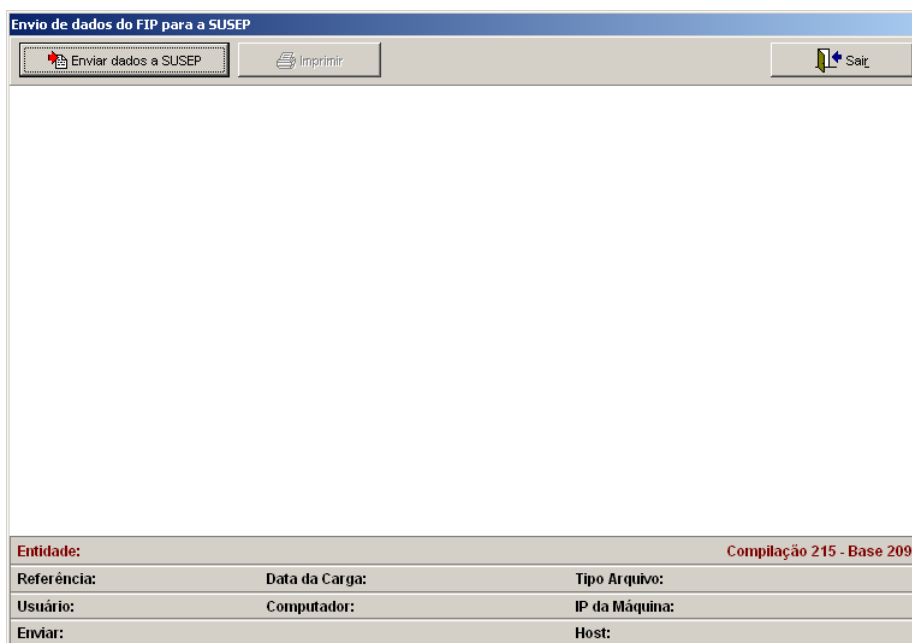 Envio de dados do FIP para a SUSEP
Enviar dados a SUSEP Imprimir Sair
Entidade: Compilação 215 - Base 209
Referência: Data da Carga: Tipo Arquivo:
Usuário: Computador: IP da Máquina:
Enviar: Host: